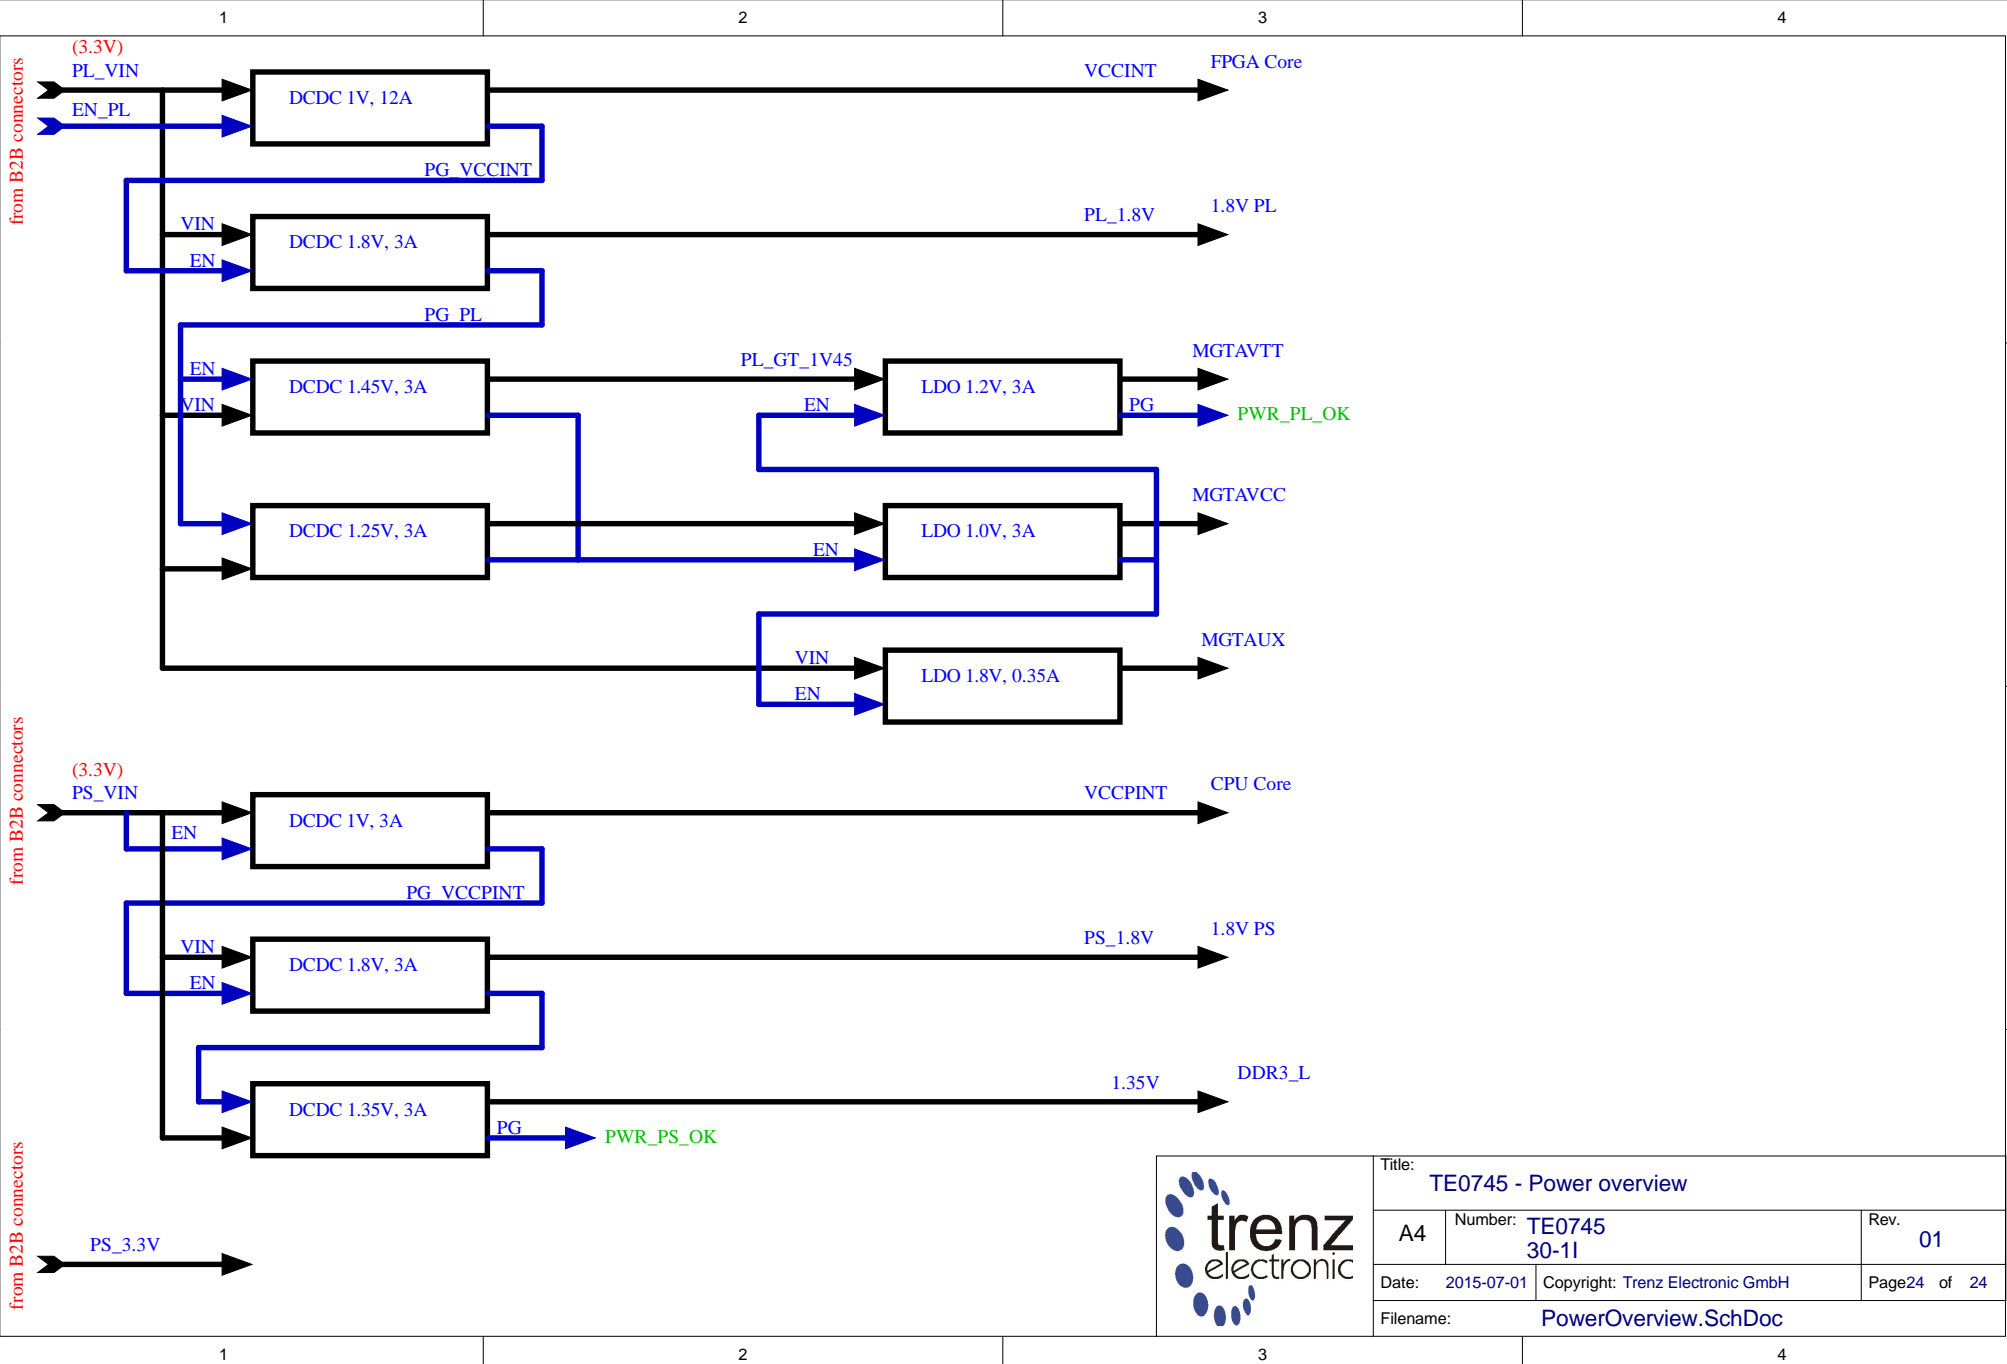 1 2 3 4
from B2B connectors
(3.3V)
PL_VIN
EN_PL
DCDC 1V, 12A
VCCINT
FPGA Core
PG_VCCINT
VIN
EN
DCDC 1.8V, 3A
PL_1.8V
1.8V PL
PG_PL
EN
VIN
DCDC 1.45V, 3A
PL_GT_1V45
EN
LDO 1.2V, 3A
MGTAVTT
PG
PWR_PL_OK
DCDC 1.25V, 3A
EN
LDO 1.0V, 3A
MGTAVCC
VIN
EN
LDO 1.8V, 0.35A
MGTAUX
from B2B connectors
(3.3V)
PS_VIN
EN
DCDC 1V, 3A
VCCPINT
CPU Core
PG_VCCPINT
VIN
EN
DCDC 1.8V, 3A
PS_1.8V
1.8V PS
DCDC 1.35V, 3A
1.35V
DDR3_L
PG
PWR_PS_OK
from B2B connectors
PS_3.3V
trenz
electronic
Title:
TE0745 - Power overview
A4
Number: TE0745
30-1I
Rev.
01
Date: 2015-07-01
Copyright: Trenz Electronic GmbH
Page24 of 24
Filename: PowerOverview.SchDoc
1 2 3 4